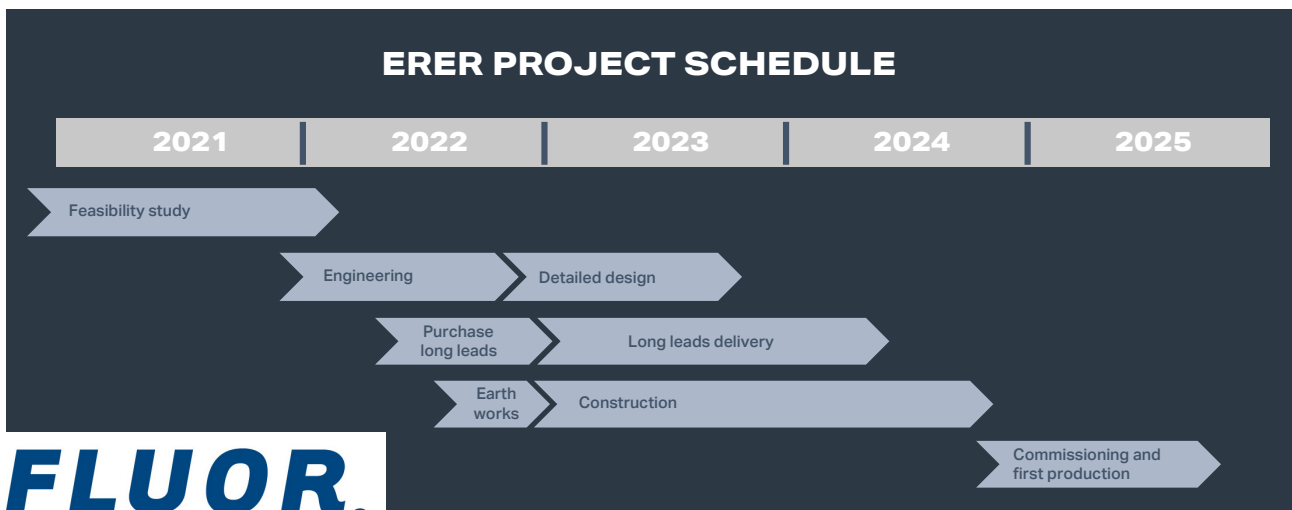 ERER PROJECT SCHEDULE
2021 2022 2023 2024 2025
Feasibility study
Engineering
Detailed design
Purchase
long leads
Long leads delivery
Earth
works
Construction
Commissioning and
first production
FLUOR.